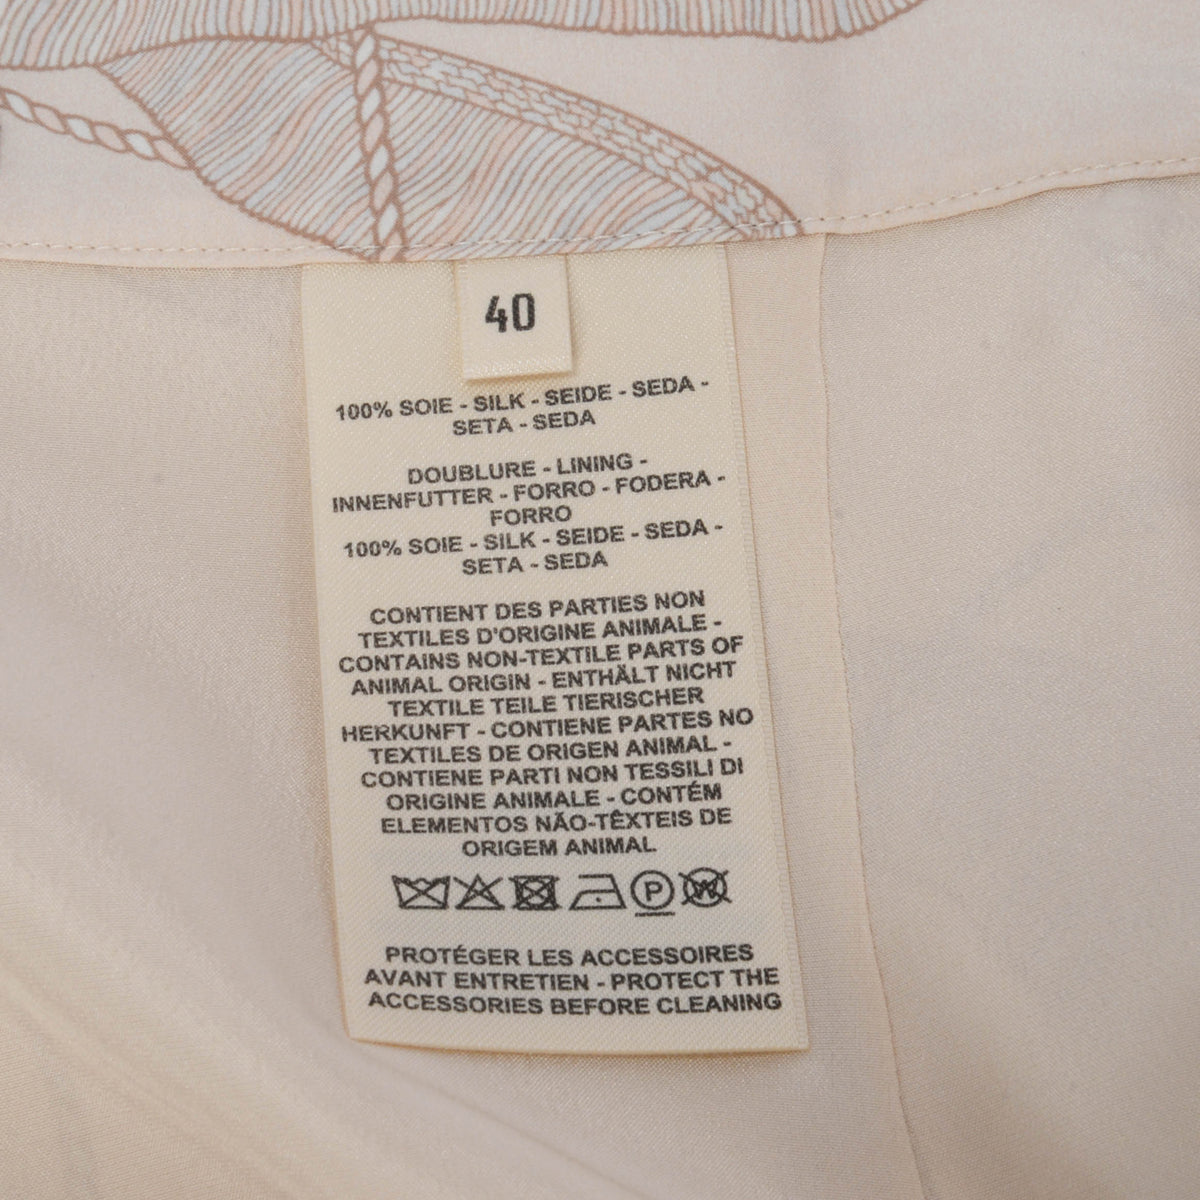 40
100% SOIE - SILK - SEIDE - SEDA -
SETA - SEDA
DOUBLURE - LINING -
INNENFUTTER - FORRO - FODERA -
FORRO
100% SOIE - SILK - SEIDE - SEDA -
SETA - SEDA
CONTIENT DES PARTIES NON
TEXTILES D'ORIGINE ANIMALE -
CONTAINS NON-TEXTILE PARTS OF
ANIMAL ORIGIN - ENTHÄLT NICHT
TEXTILE TEILE TIERISCHER
HERKUNFT - CONTIENE PARTES NO
TEXTILES DE ORIGEN ANIMAL -
CONTIENE PARTI NON TESSILI DI
ORIGINE ANIMALE - CONTÉM
ELEMENTOS NÃO-TÊXTEIS DE
ORIGEM ANIMAL
P W
PROTÉGER LES ACCESSOIRES
AVANT ENTRETIEN - PROTECT THE
ACCESSORIES BEFORE CLEANING